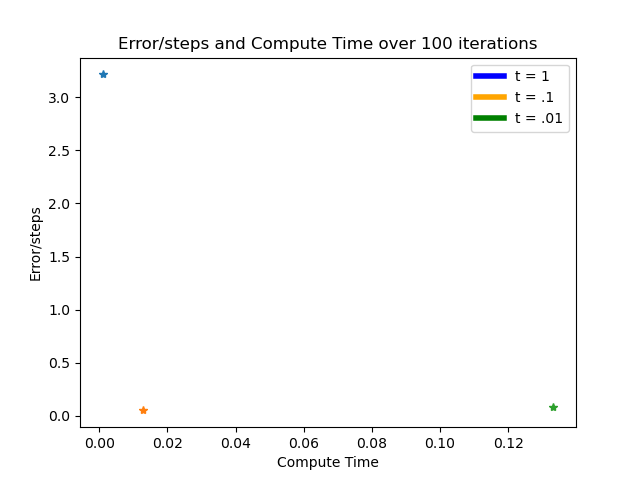 Error/steps and Compute Time over 100 iterations
t = 1
t = .1
t = .01
3.0
2.5
2.0
1.5
1.0
0.5
0.0
Error/steps
0.00 0.02 0.04 0.06 0.08 0.10 0.12
Compute Time